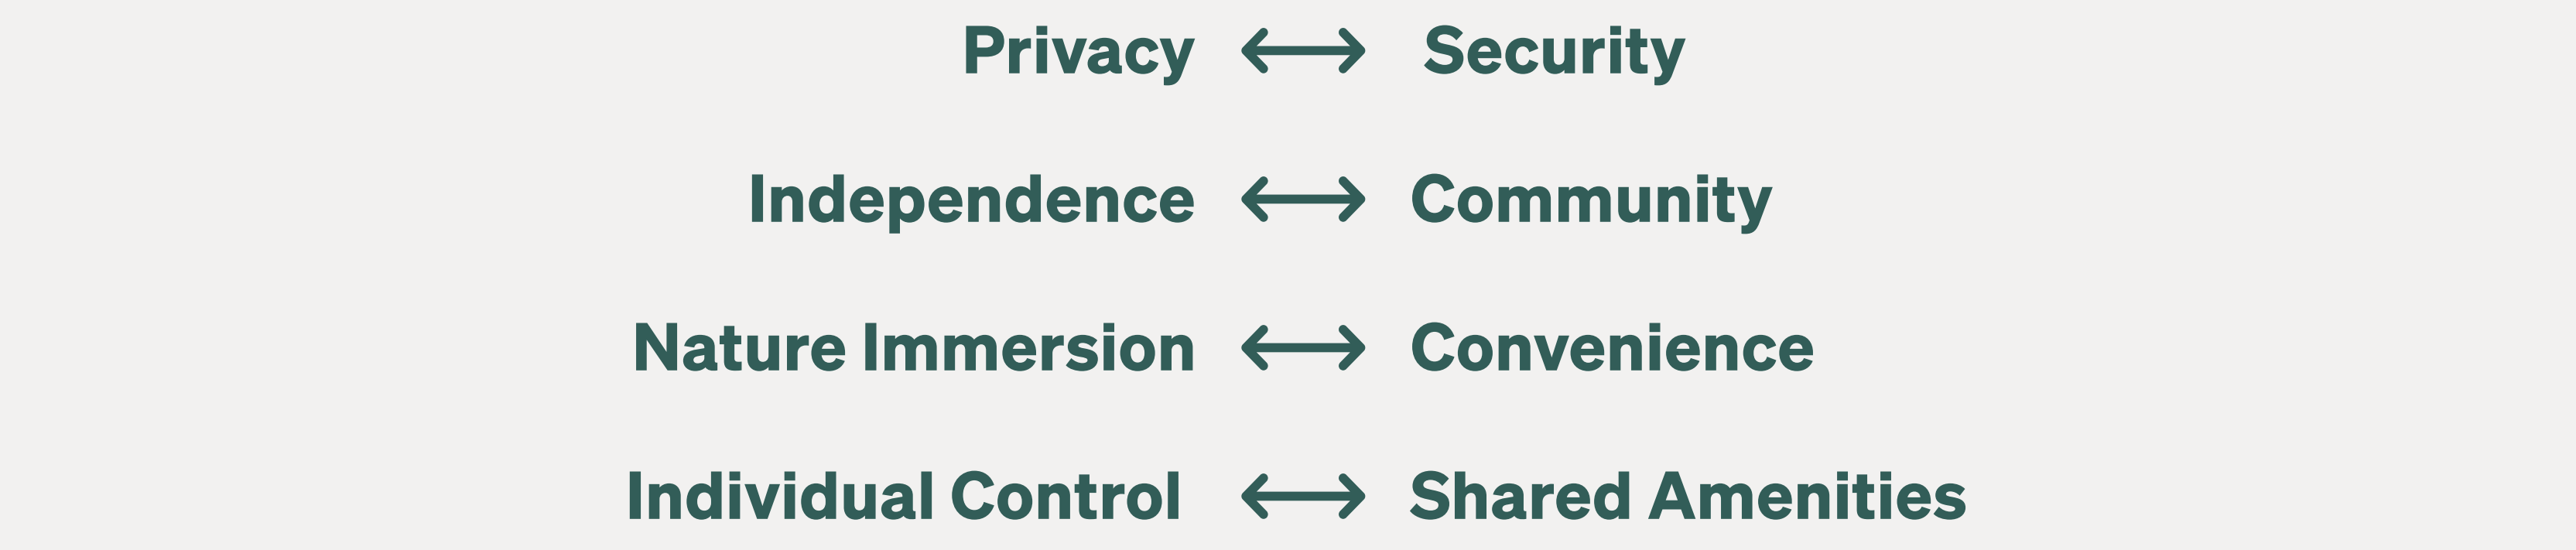 Privacy ↔ Security
Independence ↔ Community
Nature Immersion ↔ Convenience
Individual Control ↔ Shared Amenities